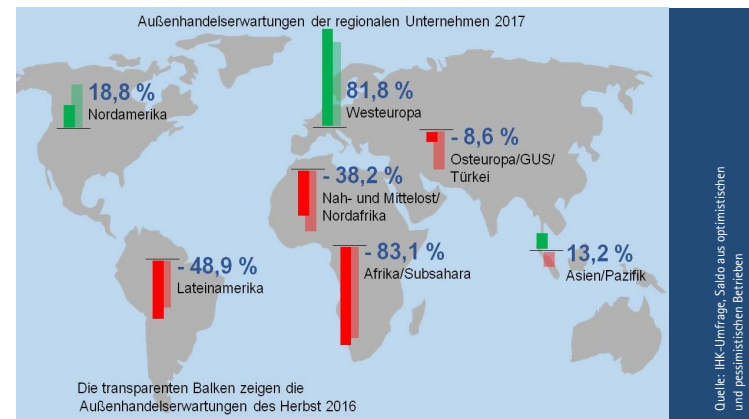 Außenhandelserwartungen der regionalen Unternehmen 2017
18,8 %
Nordamerika
81,8 %
Westeuropa
- 8,6 %
Osteuropa/GUS/
Türkei
- 38,2 %
Nah- und Mittelost/
Nordafrika
- 48,9 %
Lateinamerika
- 83,1 %
Afrika/Subsahara
13,2 %
Asien/Pazifik
Die transparenten Balken zeigen die
Außenhandelserwartungen des Herbst 2016
Quelle: IHK-Umfrage, Saldo aus optimistischen
und pessimistischen Betrieben